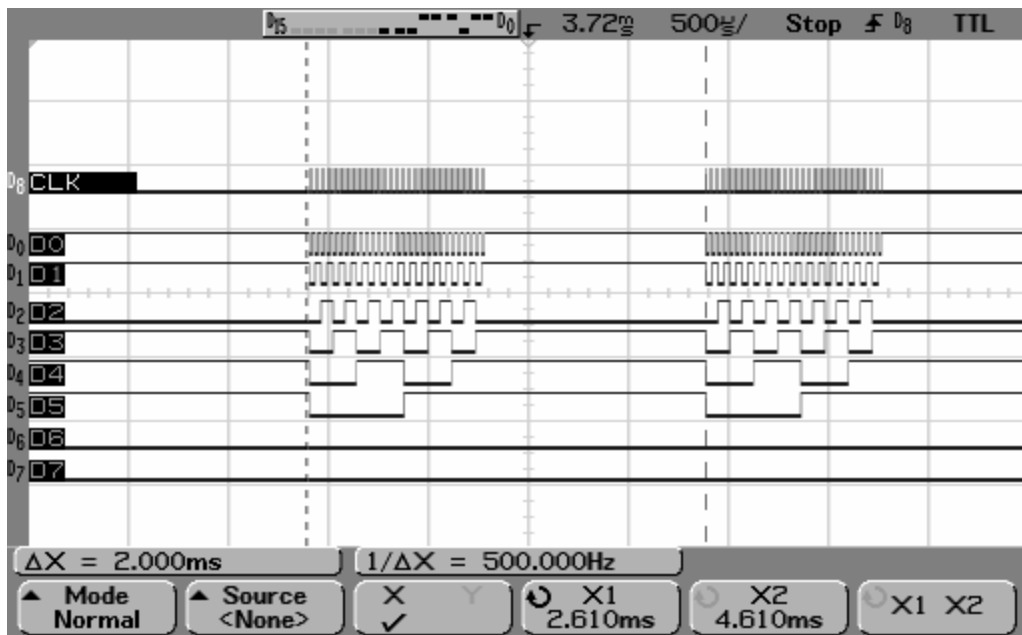 D15 D0 3.72ms 500us/ Stop D8 TTL
D8 CLK
D0 D0
D1 D1
D2 D2
D3 D3
D4 D4
D5 D5
D6 D6
D7 D7
ΔX = 2.000ms 1/ΔX = 500.000Hz
Mode Source X Y X1 X2 X1 X2
Normal <None> ✓ 2.610ms 4.610ms